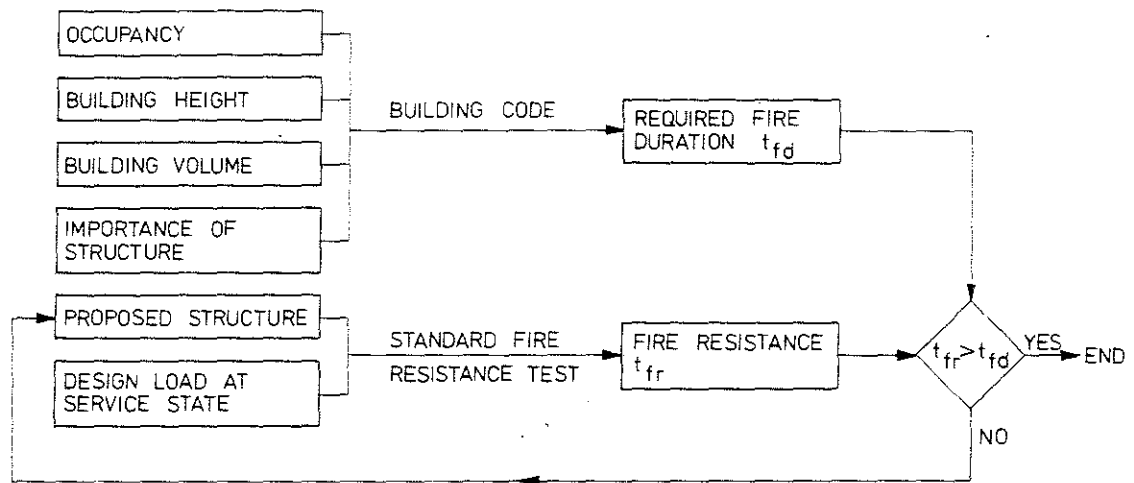 OCCUPANCY
BUILDING HEIGHT
BUILDING VOLUME
IMPORTANCE OF
STRUCTURE
BUILDING CODE
REQUIRED FIRE
DURATION t_fd
PROPOSED STRUCTURE
DESIGN LOAD AT
SERVICE STATE
STANDARD FIRE
RESISTANCE TEST
FIRE RESISTANCE
t_fr
t_fr > t_fd
YES
END
NO